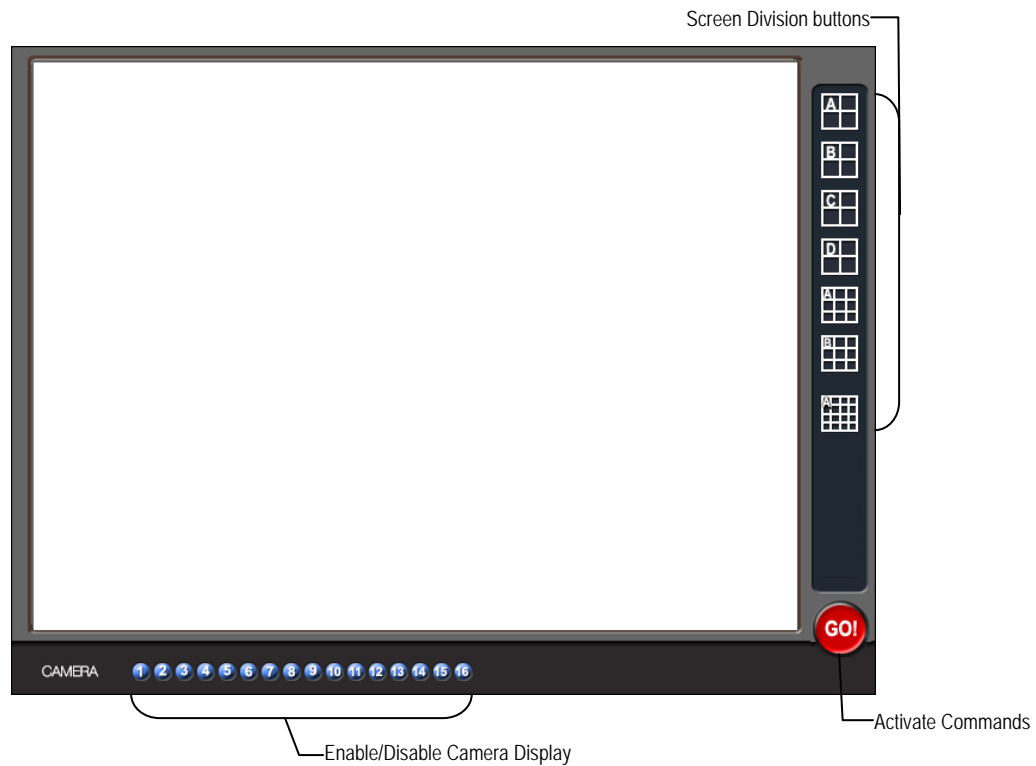 Screen Division buttons
A
B
C
D
A
B
A
GO!
CAMERA 1 2 3 4 5 6 7 8 9 10 11 12 13 14 15 16
Activate Commands
Enable/Disable Camera Display